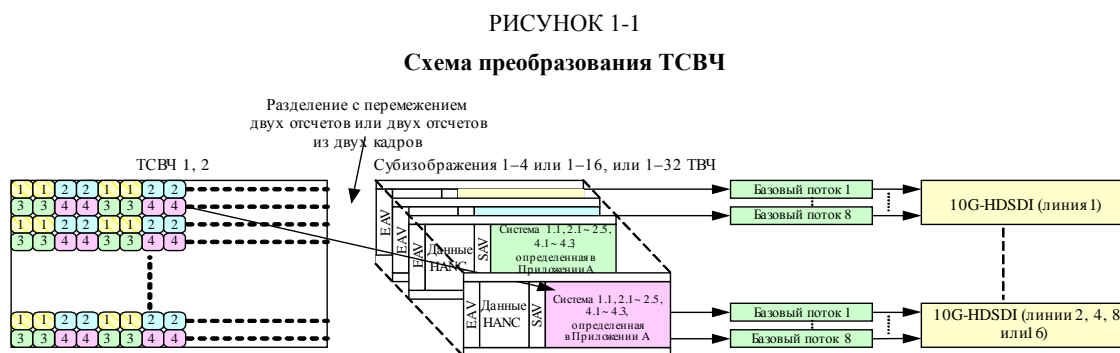 РИСУНОК 1-1
Схема преобразования ТСВЧ
Разделение с перемежением
двух отсчетов или двух отсчетов
из двух кадров
ТСВЧ 1, 2
Субизображения 1–4 или 1–16, или 1–32 ТВЧ
1 1 2 2 1 1 2 2
3 3 4 4 3 3 4 4
1 1 2 2 1 1 2 2
3 3 4 4 3 3 4 4
1 1 2 2 1 1 2 2
3 3 4 4 3 3 4 4
EAV
EAV
EAV
Данные
HANC
SAV
Система 1.1, 2.1~ 2.5,
4.1~ 4.3
определенная в
Приложении А
EAV
Данные
HANC
SAV
Система 1.1, 2.1~ 2.5,
4.1~ 4.3,
определенная
в Приложении А
Базовый поток 1
Базовый поток 8
10G-HDSDI (линия 1)
Базовый поток 1
Базовый поток 8
10G-HDSDI (линии 2, 4, 8
или16)